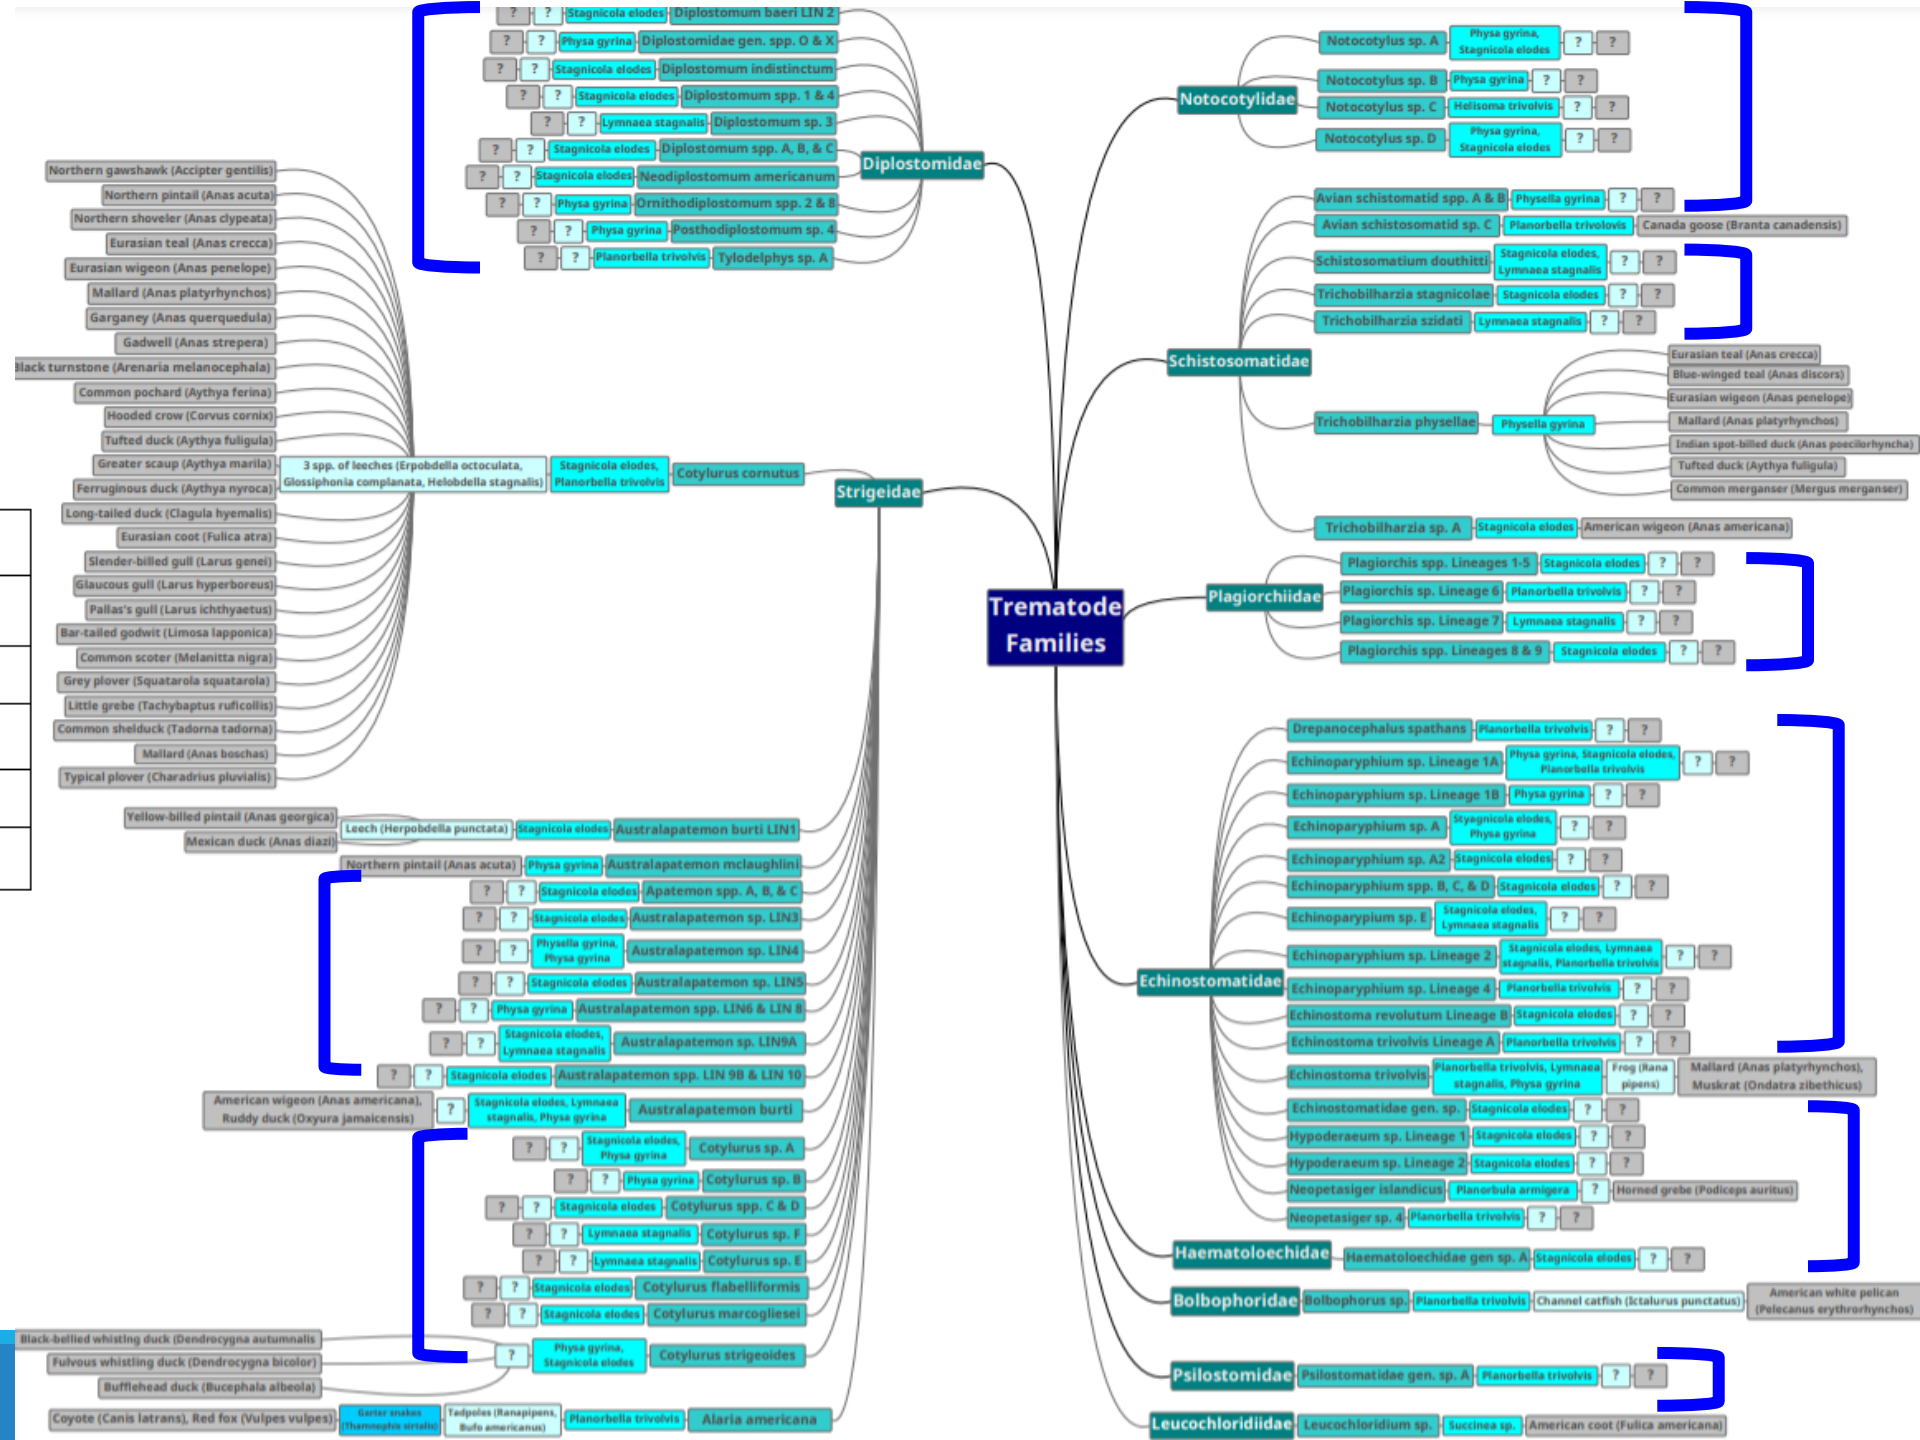 Trematode
Families
Diplostomidae
? ? Stagnicola elodes Diplostomum baeri LIN 2
? ? Physa gyrina Diplostomidae gen. spp. O & X
? ? Stagnicola elodes Diplostomum indistinctum
? ? Stagnicola elodes Diplostomum spp. 1 & 4
? ? Lymnaea stagnalis Diplostomum sp. 3
? ? Stagnicola elodes Diplostomum spp. A, B, & C
? ? Stagnicola elodes Neodiplostomum americanum
? ? Physa gyrina Ornithodiplostomum spp. 2 & 8
? ? Physa gyrina Posthodiplostomum sp. 4
? ? Planorbella trivolvis Tylodelphys sp. A
Strigeidae
Northern gawshawk (Accipter gentilis)
Northern pintail (Anas acuta)
Northern shoveler (Anas clypeata)
Eurasian teal (Anas crecca)
Eurasian wigeon (Anas penelope)
Mallard (Anas platyrhynchos)
Garganey (Anas querquedula)
Gadwell (Anas strepera)
Black turnstone (Arenaria melanocephala)
Common pochard (Aythya ferina)
Hooded crow (Corvus cornix)
Tufted duck (Aythya fuligula)
Greater scaup (Aythya marila)
Ferruginous duck (Aythya nyroca)
Long-tailed duck (Clagula hyemalis)
Eurasian coot (Fulica atra)
Slender-billed gull (Larus genei)
Glaucous gull (Larus hyperboreus)
Pallas's gull (Larus ichthyaetus)
Bar-tailed godwit (Limosa lapponica)
Common scoter (Melanitta nigra)
Grey plover (Squatarola squatarola)
Little grebe (Tachybaptus ruficollis)
Common shelduck (Tadorna tadorna)
Mallard (Anas boschas)
Typical plover (Charadrius pluvialis)
3 spp. of leeches (Erpobdella octoculata,
Glossiphonia complanata, Helobdella stagnalis)
Stagnicola elodes,
Planorbella trivolvis
Cotylurus cornutus
Yellow-billed pintail (Anas georgica)
Mexican duck (Anas diazi)
Leech (Herpobdella punctata) Stagnicola elodes Australapatemon burti LIN1
Northern pintail (Anas acuta) Physa gyrina Australapatemon mclaughlini
? ? Stagnicola elodes Apatemon spp. A, B, & C
? ? Stagnicola elodes Australapatemon sp. LIN3
? ? Physella gyrina,
Physa gyrina
Australapatemon sp. LIN4
? ? Stagnicola elodes Australapatemon sp. LIN5
? ? Physa gyrina Australapatemon spp. LIN6 & LIN 8
? ? Stagnicola elodes,
Lymnaea stagnalis
Australapatemon sp. LIN9A
? ? Stagnicola elodes Australapatemon spp. LIN 9B & LIN 10
American wigeon (Anas americana),
Ruddy duck (Oxyura jamaicensis)
? Stagnicola elodes, Lymnaea
stagnalis, Physa gyrina
Australapatemon burti
? ? Stagnicola elodes,
Physa gyrina
Cotylurus sp. A
? ? Physa gyrina Cotylurus sp. B
? ? Stagnicola elodes Cotylurus spp. C & D
? ? Lymnaea stagnalis Cotylurus sp. F
? ? Lymnaea stagnalis Cotylurus sp. E
? ? Stagnicola elodes Cotylurus flabelliformis
? ? Stagnicola elodes Cotylurus marcogliesei
Black-bellied whistlng duck (Dendrocygna autumnalis
Fulvous whistling duck (Dendrocygna bicolor)
Bufflehead duck (Bucephala albeola)
? Physa gyrina,
Stagnicola elodes
Cotylurus strigeoides
Coyote (Canis latrans), Red fox (Vulpes vulpes)
Garter snakes
(Thamnophis sirtalis)
Tadpoles (Ranapipens,
Bufo americanus)
Planorbella trivolvis Alaria americana
Notocotylidae
Notocotylus sp. A
Physa gyrina,
Stagnicola elodes
? ?
Notocotylus sp. B Physa gyrina ? ?
Notocotylus sp. C Helisoma trivolvis ? ?
Notocotylus sp. D
Physa gyrina,
Stagnicola elodes
? ?
Schistosomatidae
Avian schistomatid spp. A & B Physella gyrina ? ?
Avian schistosomatid sp. C Planorbella trivolovis Canada goose (Branta canadensis)
Schistosomatium douthitti
Stagnicola elodes,
Lymnaea stagnalis
? ?
Trichobilharzia stagnicolae Stagnicola elodes ? ?
Trichobilharzia szidati Lymnaea stagnalis ? ?
Trichobilharzia physellae Physella gyrina
Eurasian teal (Anas crecca)
Blue-winged teal (Anas discors)
Eurasian wigeon (Anas penelope)
Mallard (Anas platyrhynchos)
Indian spot-billed duck (Anas poecilorhyncha)
Tufted duck (Aythya fuligula)
Common merganser (Mergus merganser)
Trichobilharzia sp. A Stagnicola elodes American wigeon (Anas americana)
Plagiorchiidae
Plagiorchis spp. Lineages 1-5 Stagnicola elodes ? ?
Plagiorchis sp. Lineage 6 Planorbella trivolvis ? ?
Plagiorchis sp. Lineage 7 Lymnaea stagnalis ? ?
Plagiorchis spp. Lineages 8 & 9 Stagnicola elodes ? ?
Echinostomatidae
Drepanocephalus spathans Planorbella trivolvis ? ?
Echinoparyphium sp. Lineage 1A
Physa gyrina, Stagnicola elodes,
Planorbella trivolvis
? ?
Echinoparyphium sp. Lineage 1B Physa gyrina ? ?
Echinoparyphium sp. A
Styagnicola elodes,
Physa gyrina
? ?
Echinoparyphium sp. A2 Stagnicola elodes ? ?
Echinoparyphium spp. B, C, & D Stagnicola elodes ? ?
Echinoparypium sp. E
Stagnicola elodes,
Lymnaea stagnalis
? ?
Echinoparyphium sp. Lineage 2
Stagnicola elodes, Lymnaea
stagnalis, Planorbella trivolvis
? ?
Echinoparyphium sp. Lineage 4 Planorbella trivolvis ? ?
Echinostoma revolutum Lineage B Stagnicola elodes ? ?
Echinostoma trivolvis Lineage A Planorbella trivolvis ? ?
Echinostoma trivolvis
Planorbella trivolvis, Lymnaea
stagnalis, Physa gyrina
Frog (Rana
pipens)
Mallard (Anas platyrhynchos),
Muskrat (Ondatra zibethicus)
Echinostomatidae gen. sp. Stagnicola elodes ? ?
Hypoderaeum sp. Lineage 1 Stagnicola elodes ? ?
Hypoderaeum sp. Lineage 2 Stagnicola elodes ? ?
Neopetasiger islandicus Planorbula armigera ? Horned grebe (Podiceps auritus)
Neopetasiger sp. 4 Planorbella trivolvis ? ?
Haematoloechidae Haematoloechidae gen sp. A Stagnicola elodes ? ?
Bolbophoridae Bolbophorus sp. Planorbella trivolvis Channel catfish (Ictalurus punctatus)
American white pelican
(Pelecanus erythrorhynchos)
Psilostomidae Psilostomatidae gen. sp. A Planorbella trivolvis ? ?
Leucochloridiidae Leucochloridium sp. Succinea sp. American coot (Fulica americana)